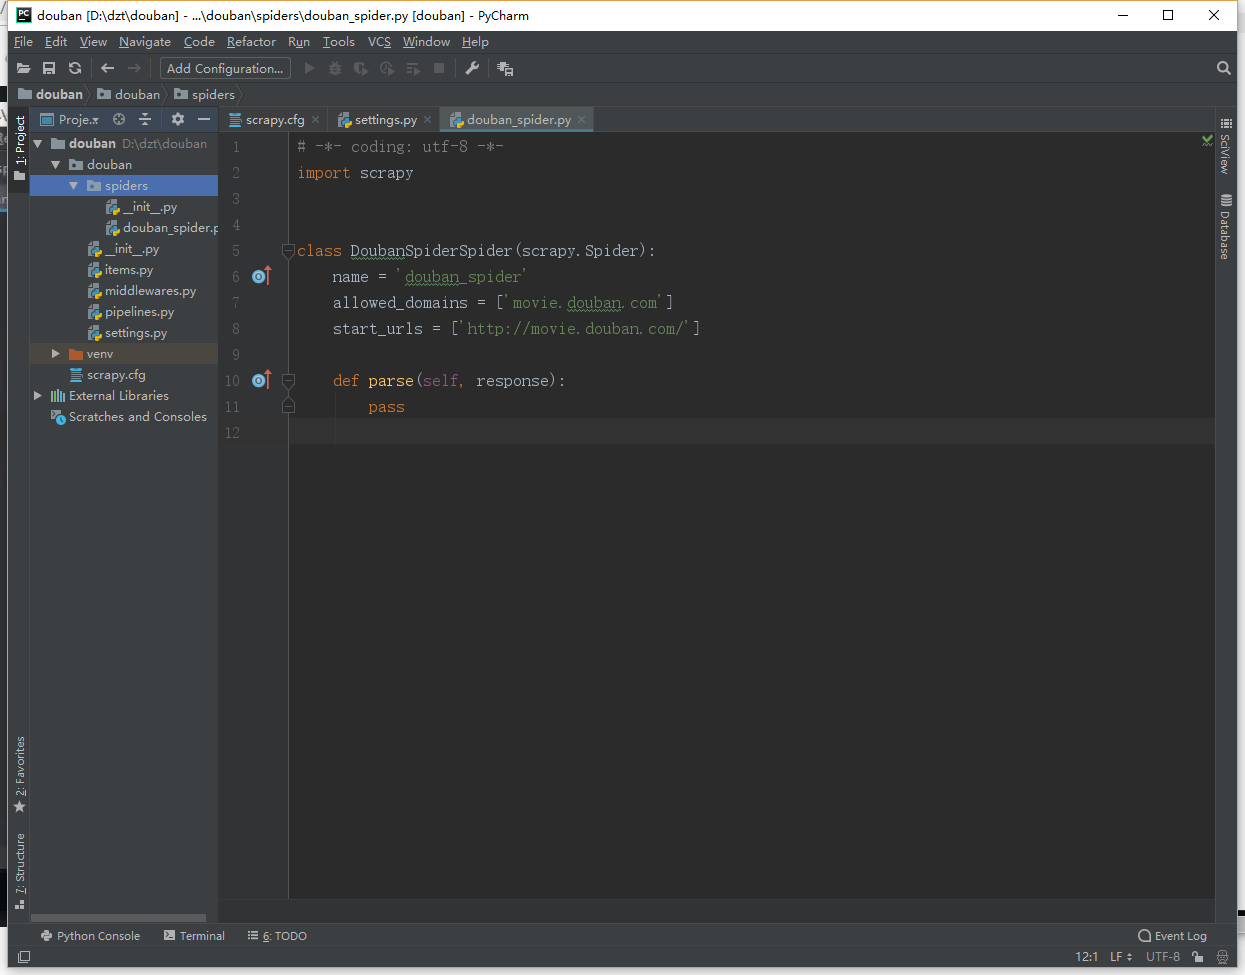 douban [D:\dzt\douban] - ...\douban\spiders\douban_spider.py [douban] - PyCharm
File Edit View Navigate Code Refactor Run Tools VCS Window Help
Add Configuration...
douban douban spiders
Proje..
scrapy.cfg settings.py douban_spider.py
1: Project
douban D:\dzt\douban
douban
spiders
__init__.py
douban_spider.p
__init__.py
items.py
middlewares.py
pipelines.py
settings.py
venv
scrapy.cfg
External Libraries
Scratches and Consoles
1 # -*- coding: utf-8 -*-
2 import scrapy
3
4
5 class DoubanSpiderSpider(scrapy.Spider):
6 name = 'douban_spider'
7 allowed_domains = ['movie.douban.com']
8 start_urls = ['http://movie.douban.com/']
9
10 def parse(self, response):
11 pass
12
SciView
Database
2: Favorites
7: Structure
Python Console Terminal 6: TODO Event Log
12:1 LF UTF-8